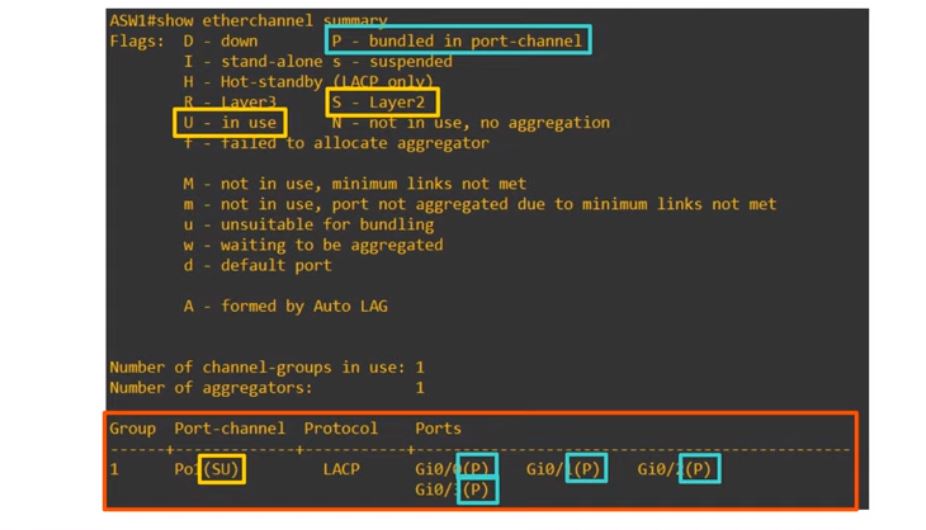 ASW1#show etherchannel summary
Flags: D - down P - bundled in port-channel
I - stand-alone s - suspended
H - Hot-standby (LACP only)
R - Layer3 S - Layer2
U - in use N - not in use, no aggregation
f - failed to allocate aggregator
M - not in use, minimum links not met
m - not in use, port not aggregated due to minimum links not met
u - unsuitable for bundling
w - waiting to be aggregated
d - default port
A - formed by Auto LAG
Number of channel-groups in use: 1
Number of aggregators: 1
Group Port-channel Protocol Ports
------+-------------+-----------+-----------------------------------------------
1 Po1(SU) LACP Gi0/0(P) Gi0/1(P) Gi0/2(P)
Gi0/3(P)